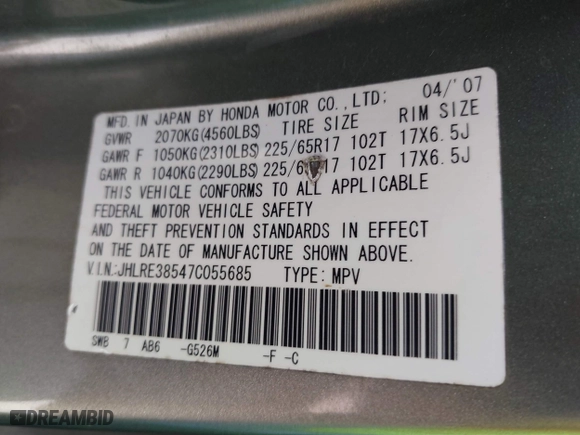 MFD. IN JAPAN BY HONDA MOTOR CO.,LTD; 04/'07
GVWR 2070KG(4560LBS) TIRE SIZE RIM SIZE
GAWR F 1050KG(2310LBS) 225/65R17 102T 17X6.5J
GAWR R 1040KG(2290LBS) 225/6 17 102T 17X6.5J
THIS VEHICLE CONFORMS TO ALL APPLICABLE
FEDERAL MOTOR VEHICLE SAFETY
AND THEFT PREVENTION STANDARDS IN EFFECT
ON THE DATE OF MANUFACTURE SHOWN ABOVE.
V.I.N.:JHLRE38547C055685 TYPE: MPV
SWB 7 AB6 -G526M -F -C
DREAMBID